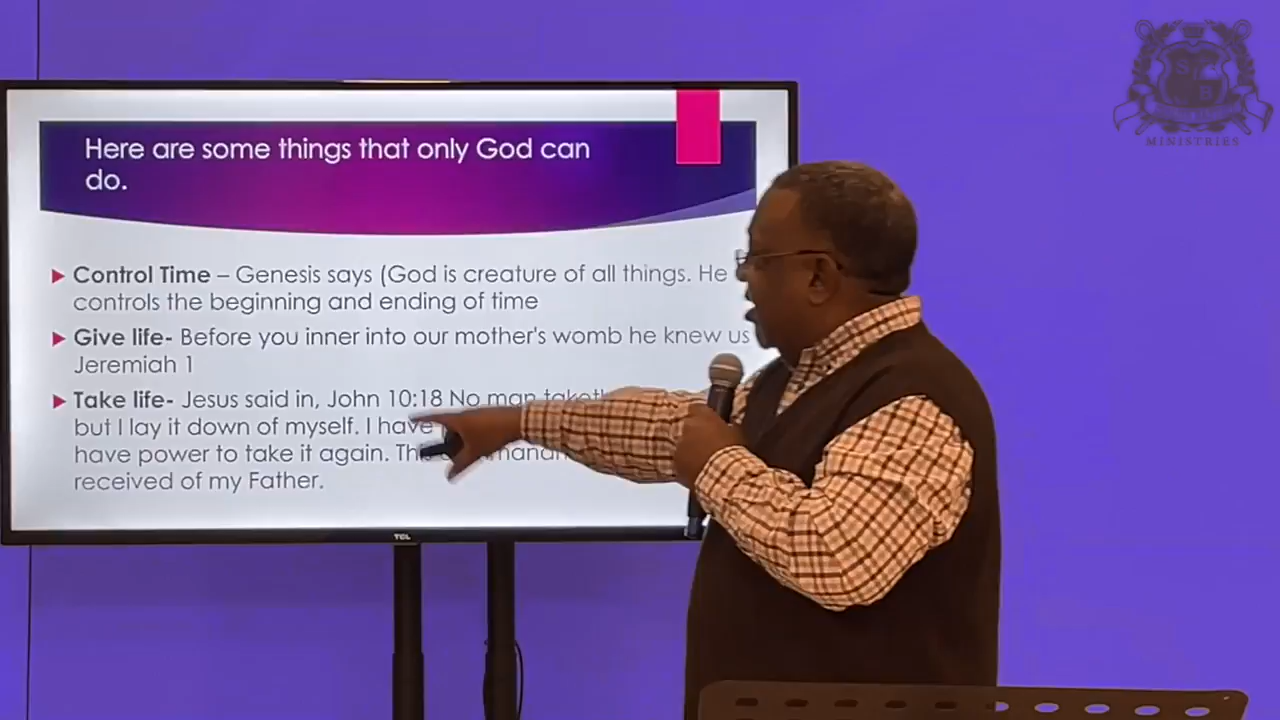 Here are some things that only God can
do.
Control Time – Genesis says (God is creature of all things. He
controls the beginning and ending of time
Give life- Before you inner into our mother's womb he knew us
Jeremiah 1
Take life- Jesus said in, John 10:18 No man
but I lay it down of myself. I have
have power to take it again.
received of my Father.
TCL
MINISTRIES